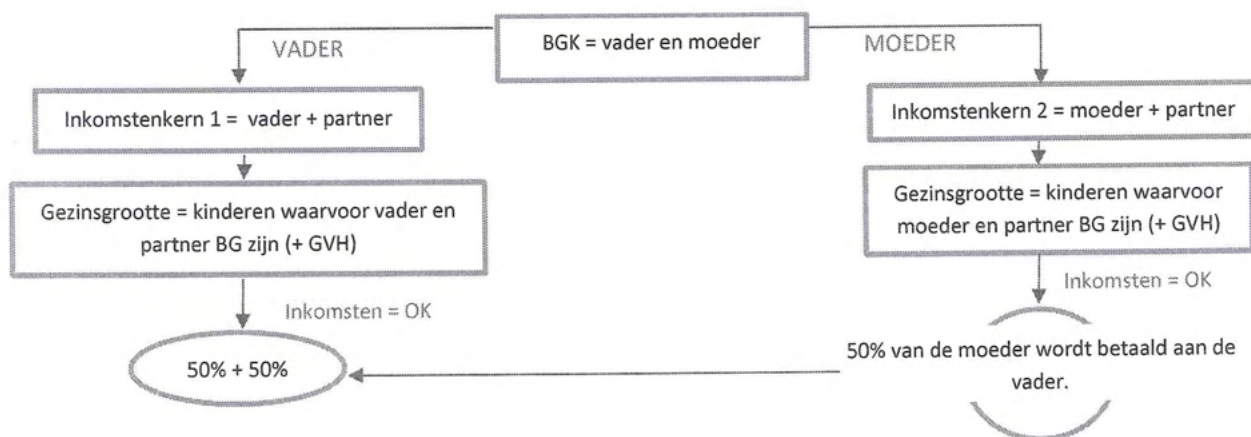 BGK = vader en moeder
VADER
MOEDER
Inkomstenkern 1 = vader + partner
Inkomstenkern 2 = moeder + partner
Gezinsgrootte = kinderen waarvoor vader en
partner BG zijn (+ GVH)
Gezinsgrootte = kinderen waarvoor
moeder en partner BG zijn (+ GVH)
Inkomsten = OK
Inkomsten = OK
50% + 50%
50% van de moeder wordt betaald aan de
vader.